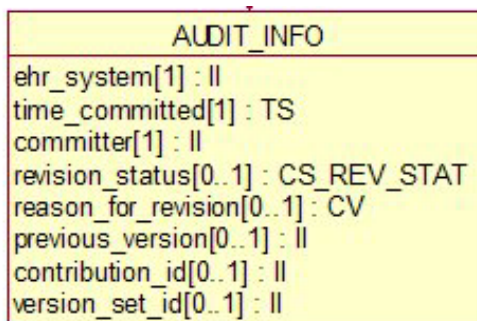 AUDIT_INFO
ehr_system[1] : II
time_committed[1] : TS
committer[1] : II
revision_status[0..1] : CS_REV_STAT
reason_for_revision[0..1] : CV
previous_version[0..1] : II
contribution_id[0..1] : II
version_set_id[0..1] : II